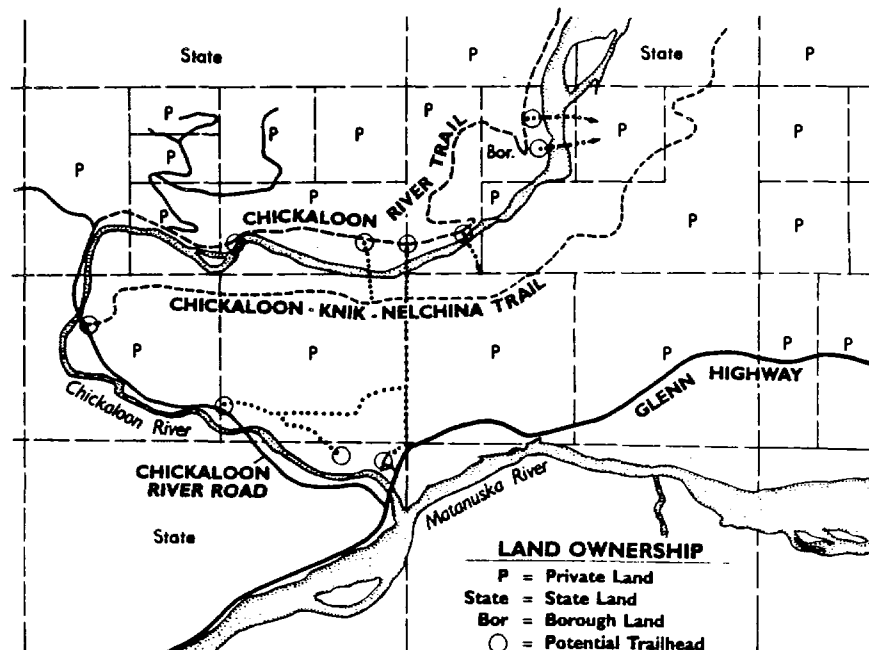 State
P
State
P
P
P
P
P
P
P
Bor.
P
P
P
P
P
P
P
P
P
CHICKALOON
RIVER TRAIL
CHICKALOON - KNIK - NELCHINA TRAIL
P
P
P
P
P
P
GLENN HIGHWAY
Chickaloon River
CHICKALOON
RIVER ROAD
Matanuska River
State
LAND OWNERSHIP
P = Private Land
State = State Land
Bor = Borough Land
= Potential Trailhead